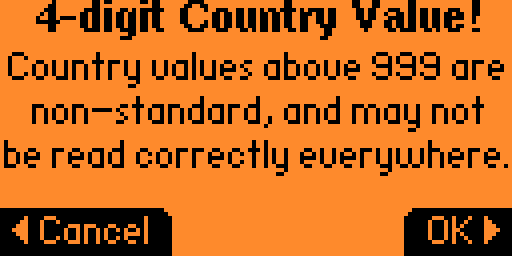 4-digit Country Value!
Country values above 999 are
non-standard, and may not
be read correctly everywhere.
Cancel
OK